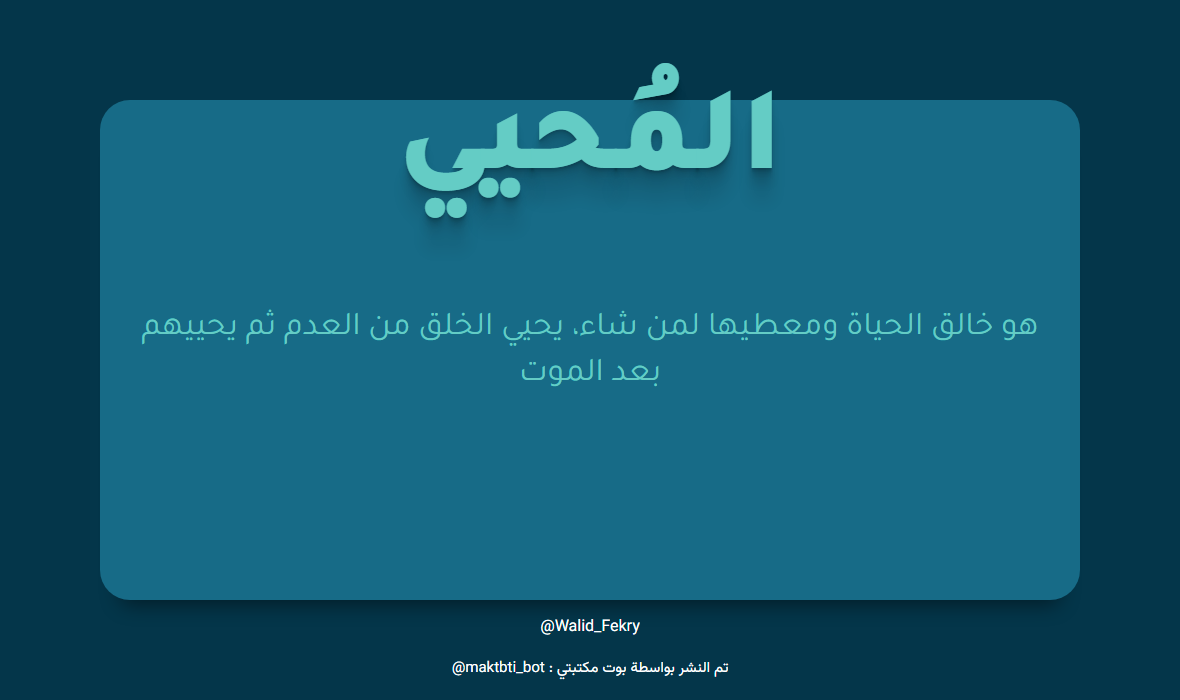 المُحيي
هو خالق الحياة ومعطيها لمن شاء، يحيي الخلق من العدم ثم يحييهم
بعد الموت
@Walid_Fekry
تم النشر بواسطة بوت مكتبتي : @maktbti_bot